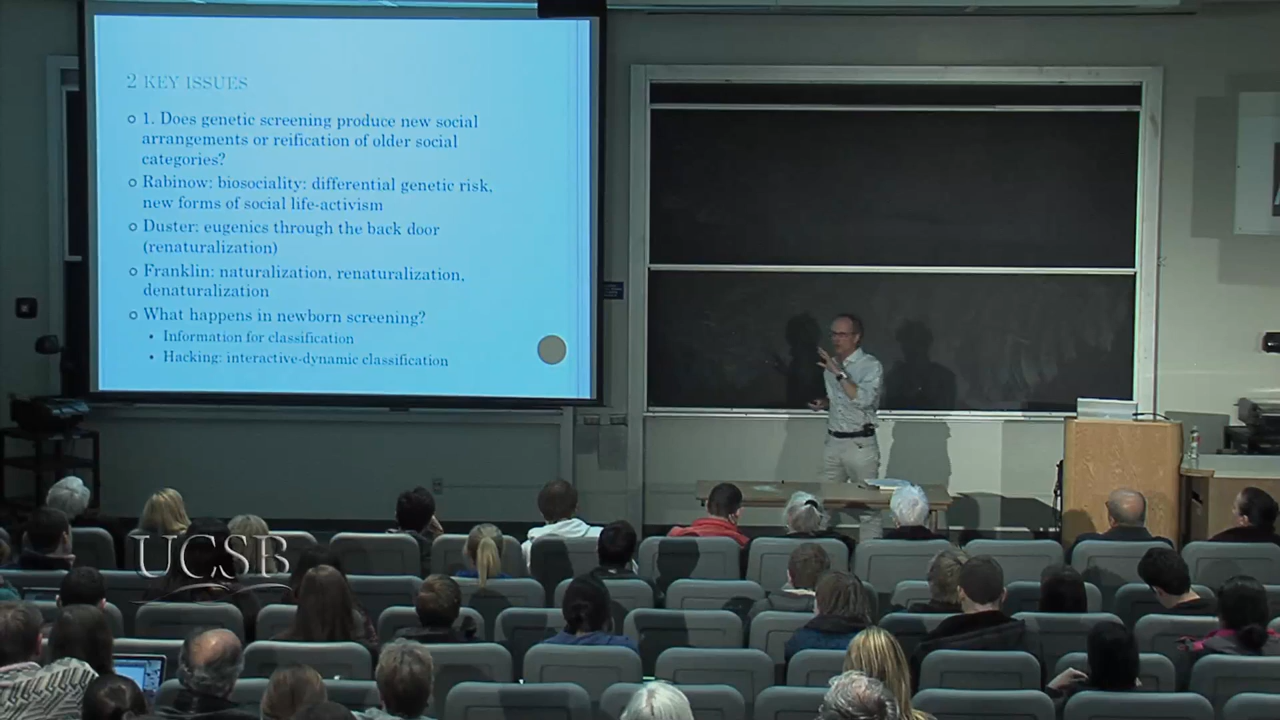 2 KEY ISSUES
1. Does genetic screening produce new social
arrangements or reification of older social
categories?
Rabinow: biosociality: differential genetic risk,
new forms of social life-activism
Duster: eugenics through the back door
(renaturalization)
Franklin: naturalization, renaturalization,
denaturalization
What happens in newborn screening?
Information for classification
Hacking: interactive-dynamic classification
UCSB